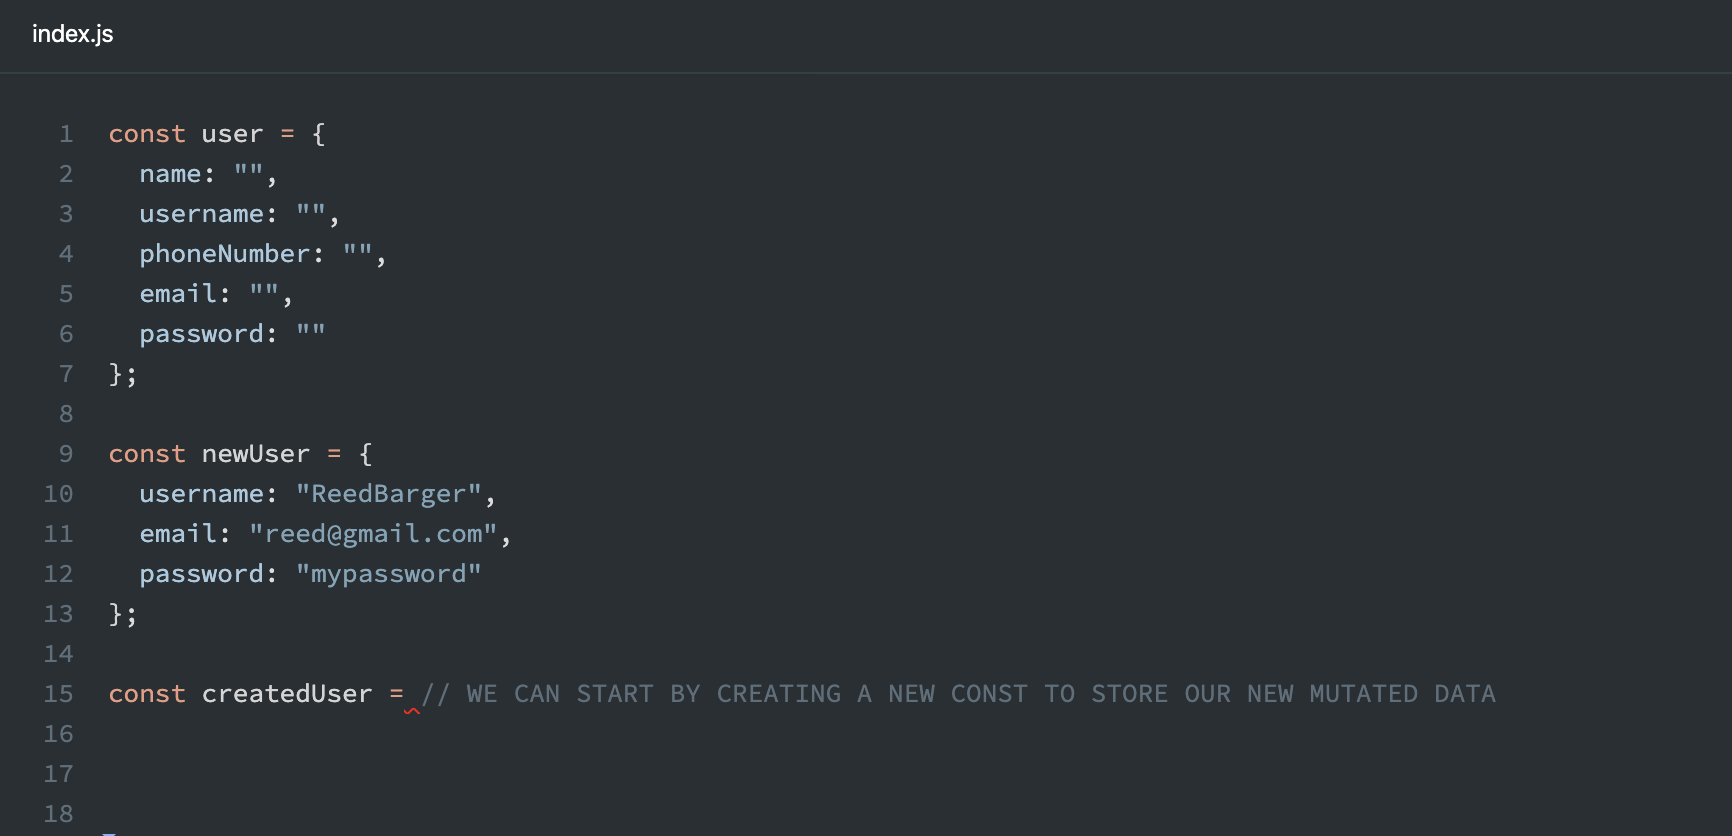 index.js
1 const user = {
2   name: "",
3   username: "",
4   phoneNumber: "",
5   email: "",
6   password: ""
7 };
8
9 const newUser = {
10   username: "ReedBarger",
11   email: "reed@gmail.com",
12   password: "mypassword"
13 };
14
15 const createdUser = // WE CAN START BY CREATING A NEW CONST TO STORE OUR NEW MUTATED DATA
16
17
18